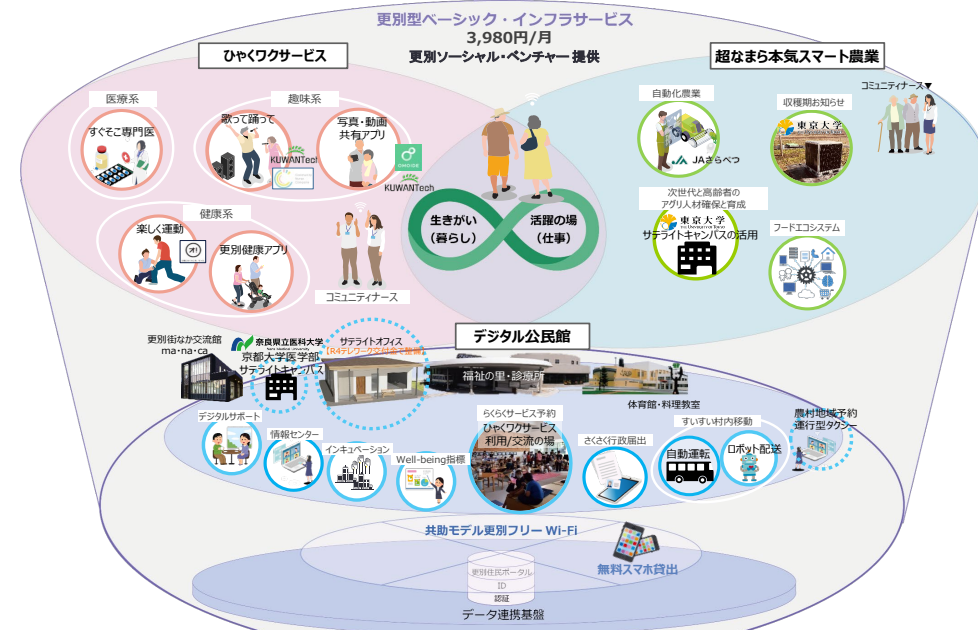 更別型ベーシック・インフラサービス
3,980円/月
更別ソーシャル・ベンチャー 提供
ひゃくワクサービス
超なまら本気スマート農業
医療系
すぐそこ専門医
趣味系
歌って踊って
KUWANTech
写真・動画
共有アプリ
KUWANTech
健康系
楽しく運動
更別健康アプリ
コミュニティナース
生きがい
(暮らし)
活躍の場
(仕事)
自動化農業
JAさらべつ
収穫期お知らせ
東京大学
コミュニティナース▼
次世代と高齢者の
アグリ人材確保と育成
東京大学
サテライトキャンパスの活用
フードエコシステム
デジタル公民館
更別街なか交流館
ma・na・ca
奈良県立医科大学
京都大学医学部
サテライトキャンパス
サテライトオフィス
【R4テレワーク交付金で整備】
福祉の里・診療所
体育館・料理教室
デジタルサポート
情報センター
インキュベーション
Well-being指標
らくらくサービス予約
ひゃくワクサービス
利用/交流の場
さくさく行政届出
すいすい村内移動
自動運転
ロボット配送
農村地域予約
運行型タクシー
共助モデル更別フリー Wi-Fi
無料スマホ貸出
更別住民ポータル
ID
認証
データ連携基盤